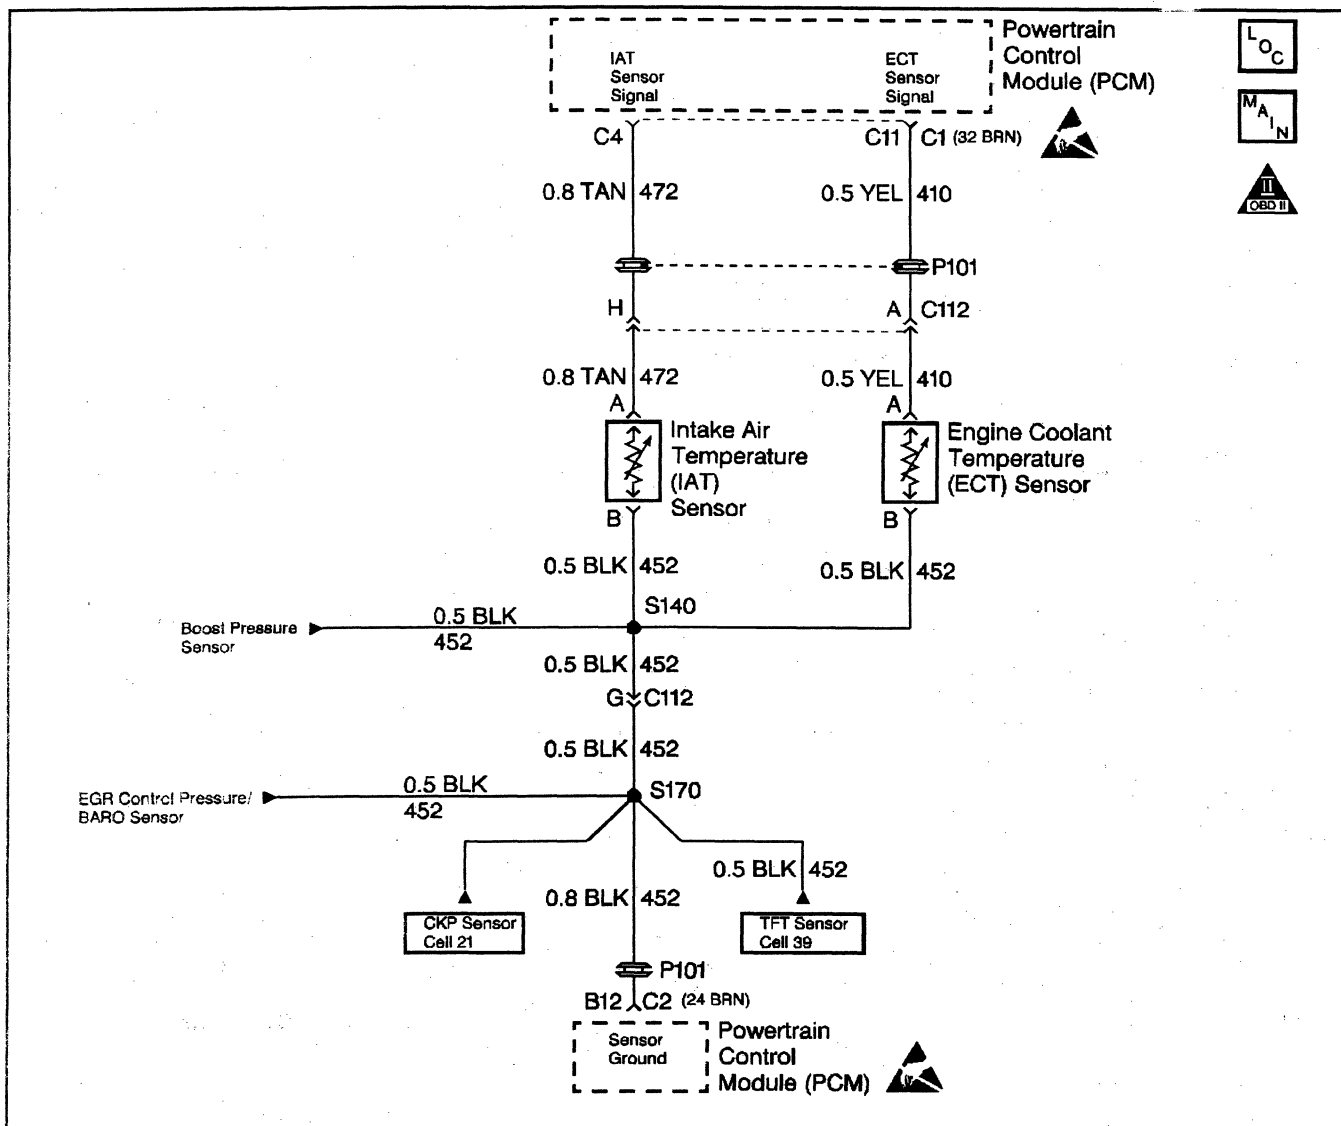 Powertrain
Control
Module (PCM)
IAT
Sensor
Signal
ECT
Sensor
Signal
LOC
MAIN
II
OBD II
C4
C11 C1 (32 BRN)
0.8 TAN 472
0.5 YEL 410
P101
H
A C112
0.8 TAN 472
0.5 YEL 410
A
A
Intake Air
Temperature
(IAT)
Sensor
Engine Coolant
Temperature
(ECT) Sensor
B
B
0.5 BLK 452
0.5 BLK 452
S140
Boost Pressure
Sensor
0.5 BLK
452
0.5 BLK 452
G C112
0.5 BLK 452
S170
EGR Control Pressure/
BARO Sensor
0.5 BLK
452
0.5 BLK 452
0.8 BLK 452
CKP Sensor
Cell 21
TFT Sensor
Cell 39
P101
B12 C2 (24 BRN)
Sensor
Ground
Powertrain
Control
Module (PCM)